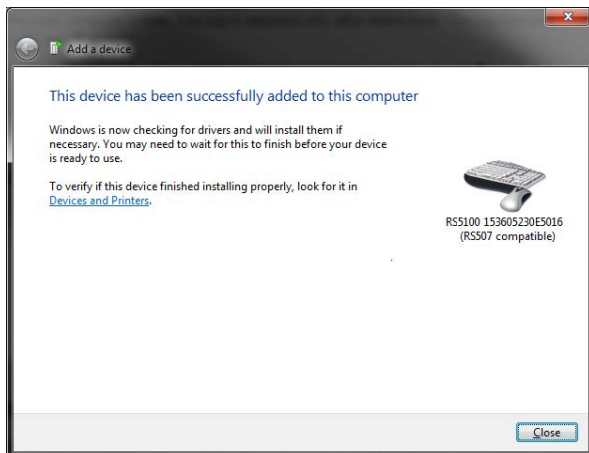 Add a device
This device has been successfully added to this computer
Windows is now checking for drivers and will install them if
necessary. You may need to wait for this to finish before your device
is ready to use.
To verify if this device finished installing properly, look for it in
Devices and Printers.
RS5100 153605230E5016
(RS507 compatible)
Close